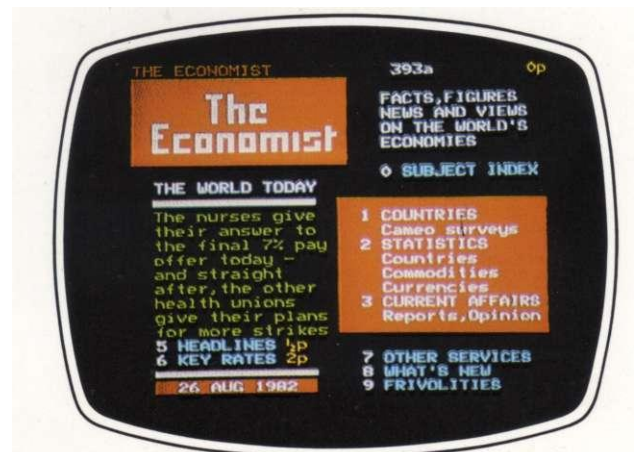 THE ECONOMIST 393a 0p
The
Economist
FACTS,FIGURES
NEWS AND VIEWS
ON THE WORLD'S
ECONOMIES
0 SUBJECT INDEX
THE WORLD TODAY
The nurses give
their answer to
the final 7% pay
offer today -
and straight
after,the other
health unions
give their plans
for more strikes
5 HEADLINES ½p
6 KEY RATES 2p
26 AUG 1982
1 COUNTRIES
Cameo surveys
2 STATISTICS
Countries
Commodities
Currencies
3 CURRENT AFFAIRS
Reports,Opinion
7 OTHER SERVICES
8 WHAT'S NEW
9 FRIVOLITIES